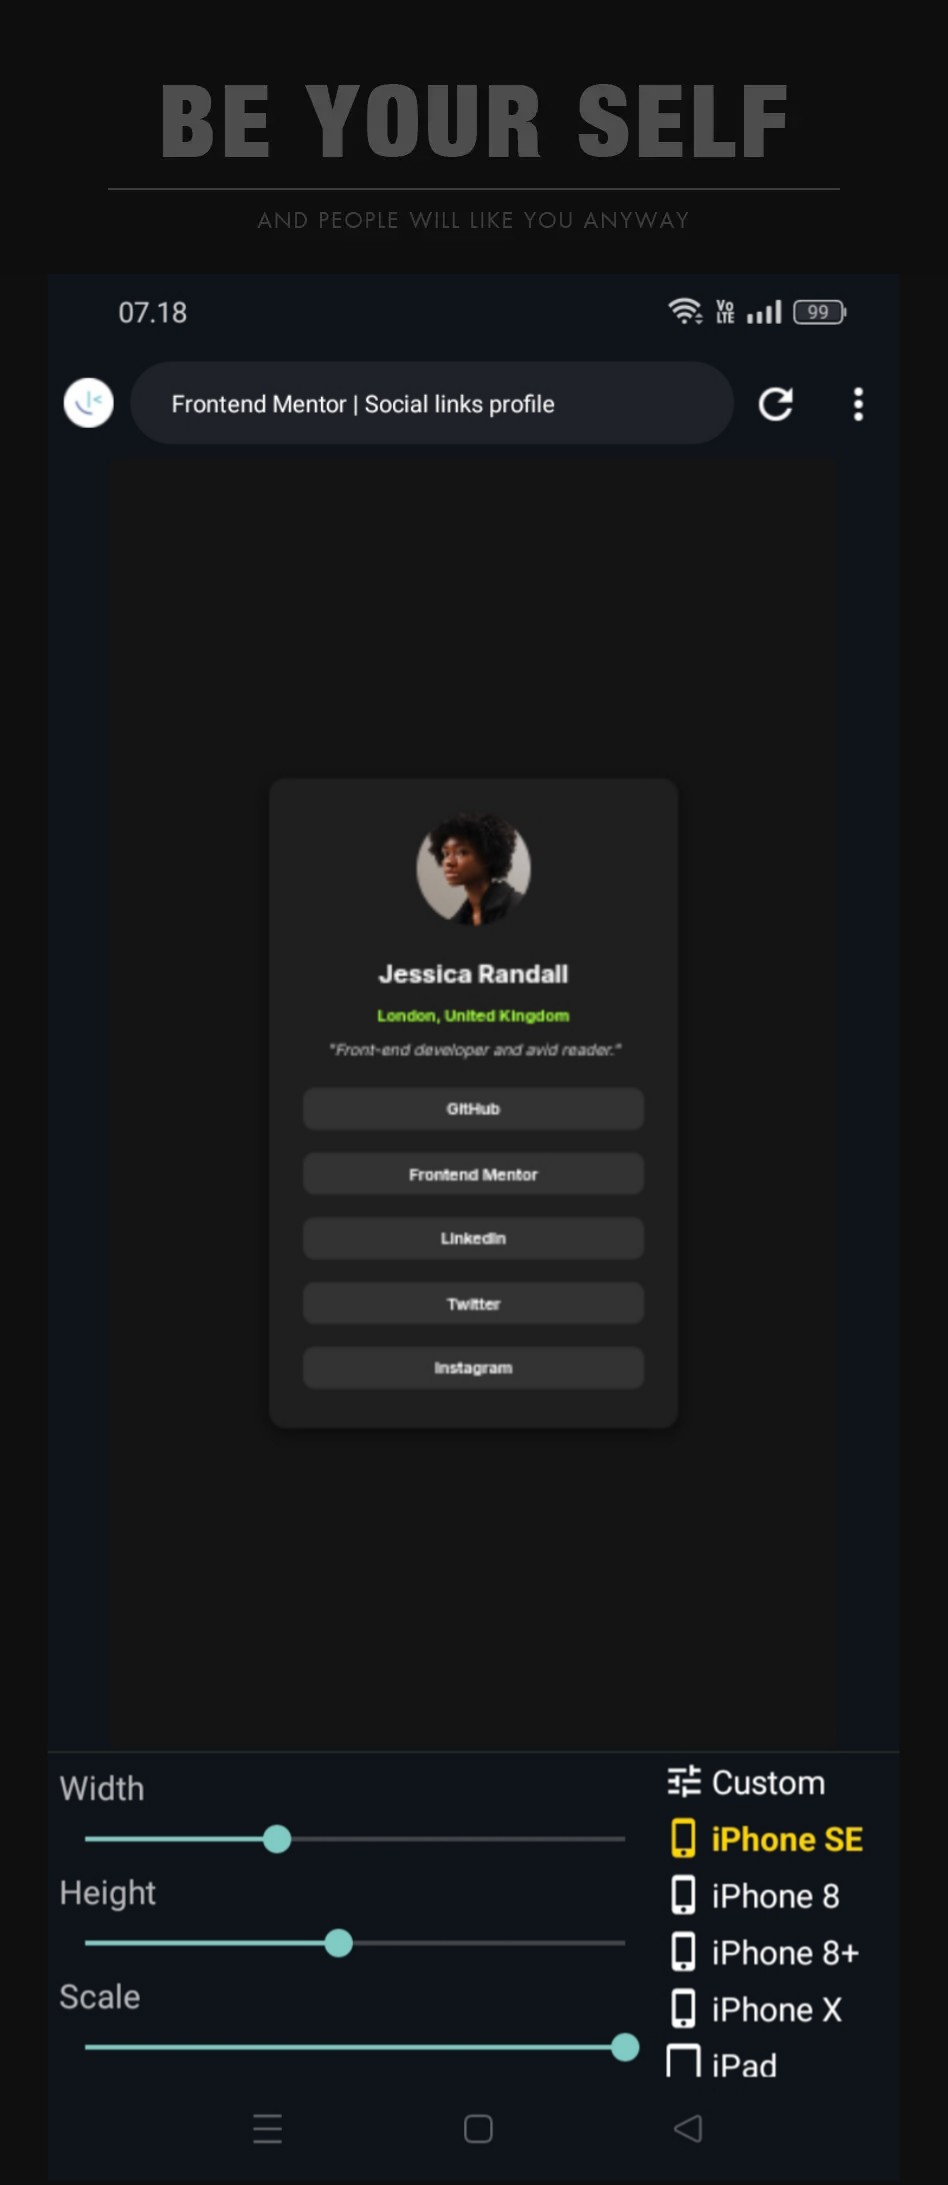 BE YOUR SELF
AND PEOPLE WILL LIKE YOU ANYWAY
07.18
Vo LTE
99
Frontend Mentor | Social links profile
Jessica Randall
London, United Kingdom
"Front-end developer and avid reader."
GitHub
Frontend Mentor
LinkedIn
Twitter
Instagram
Width
Height
Scale
Custom
iPhone SE
iPhone 8
iPhone 8+
iPhone X
iPad